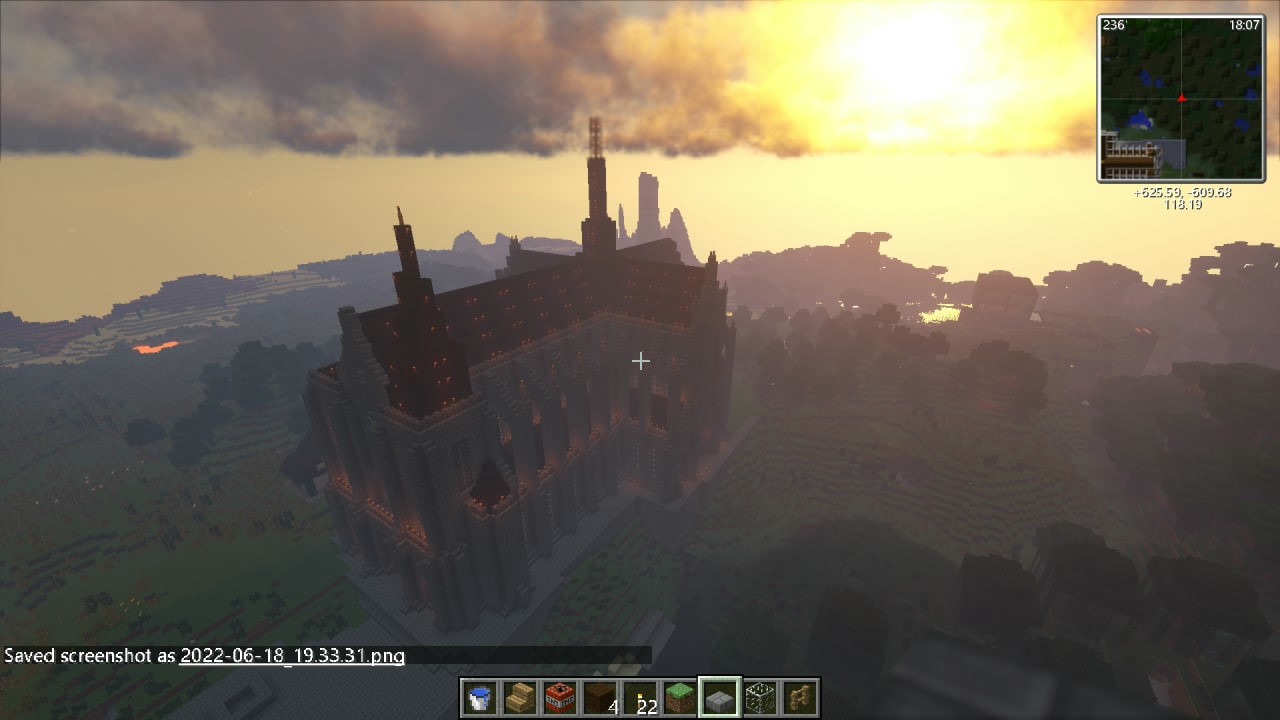 236' 18:07
+625.59, -609.68
118.19
Saved screenshot as 2022-06-18_19.33.31.png
4 22